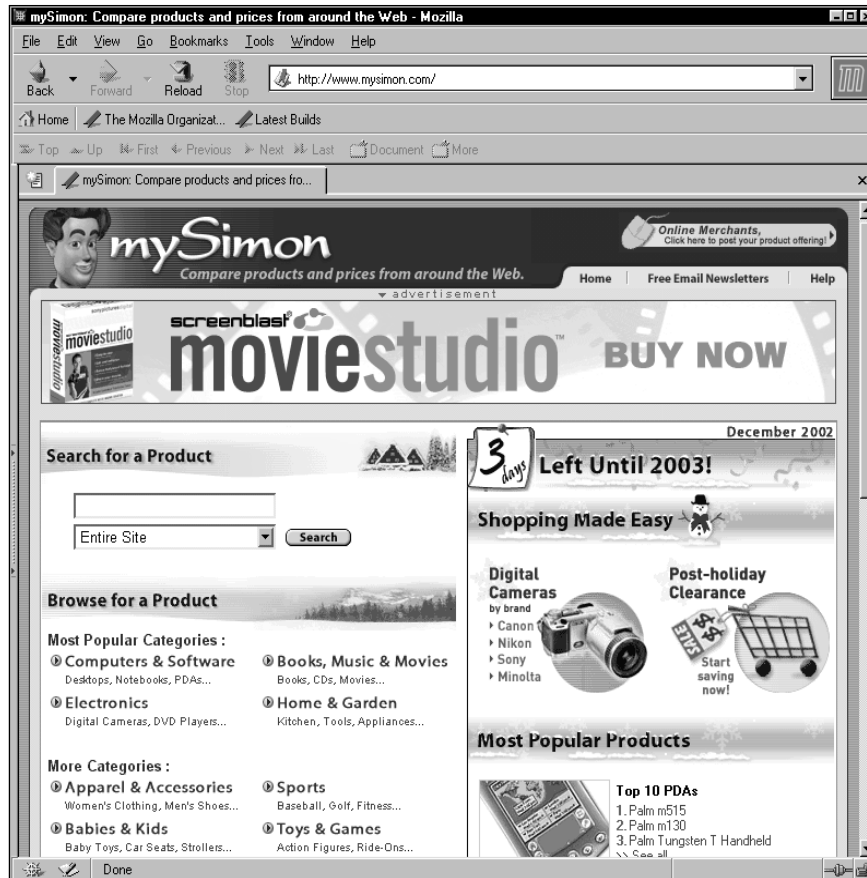 mySimon: Compare products and prices from around the Web - Mozilla
File Edit View Go Bookmarks Tools Window Help
Back Forward Reload Stop
http://www.mysimon.com/
Home The Mozilla Organizat... Latest Builds
Top Up First Previous Next Last Document More
mySimon: Compare products and prices fro...
mySimon
Compare products and prices from around the Web.
Online Merchants,
Click here to post your product offering!
Home Free Email Newsletters Help
advertisement
moviestudio
moviestudio
screenblast
moviestudio™
BUY NOW
December 2002
Search for a Product
Entire Site
Search
Browse for a Product
Most Popular Categories :
Computers & Software
Desktops, Notebooks, PDAs...
Books, Music & Movies
Books, CDs, Movies...
Electronics
Digital Cameras, DVD Players...
Home & Garden
Kitchen, Tools, Appliances...
More Categories :
Apparel & Accessories
Women's Clothing, Men's Shoes...
Sports
Baseball, Golf, Fitness...
Babies & Kids
Baby Toys, Car Seats, Strollers...
Toys & Games
Action Figures, Ride-Ons...
3 days
Left Until 2003!
Shopping Made Easy
Digital
Cameras
by brand
Canon
Nikon
Sony
Minolta
Post-holiday
Clearance
SALE
$$
Start
saving
now!
Most Popular Products
Top 10 PDAs
1. Palm m515
2. Palm m130
3. Palm Tungsten T Handheld
>> See all
Done